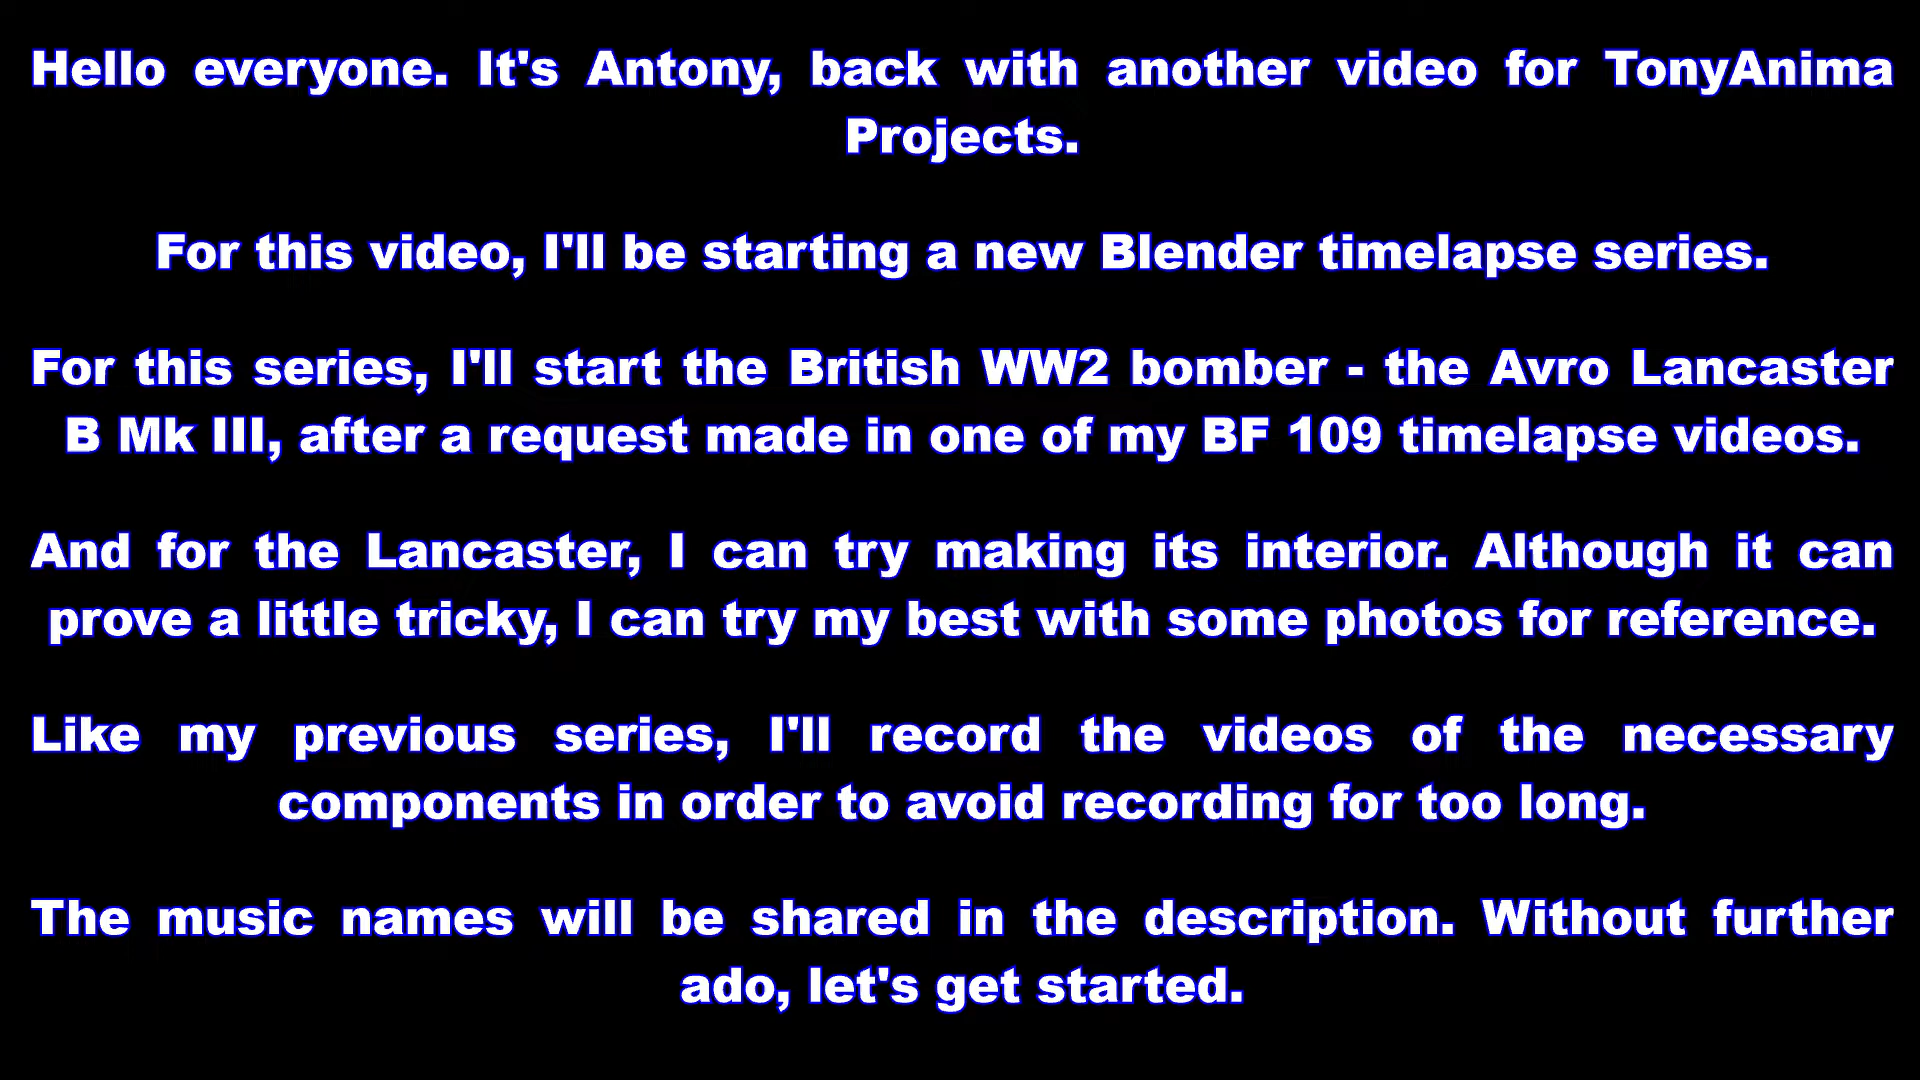 Hello everyone. It's Antony, back with another video for TonyAnima
Projects.
For this video, I'll be starting a new Blender timelapse series.
For this series, I'll start the British WW2 bomber - the Avro Lancaster
B Mk III, after a request made in one of my BF 109 timelapse videos.
And for the Lancaster, I can try making its interior. Although it can
prove a little tricky, I can try my best with some photos for reference.
Like my previous series, I'll record the videos of the necessary
components in order to avoid recording for too long.
The music names will be shared in the description. Without further
ado, let's get started.